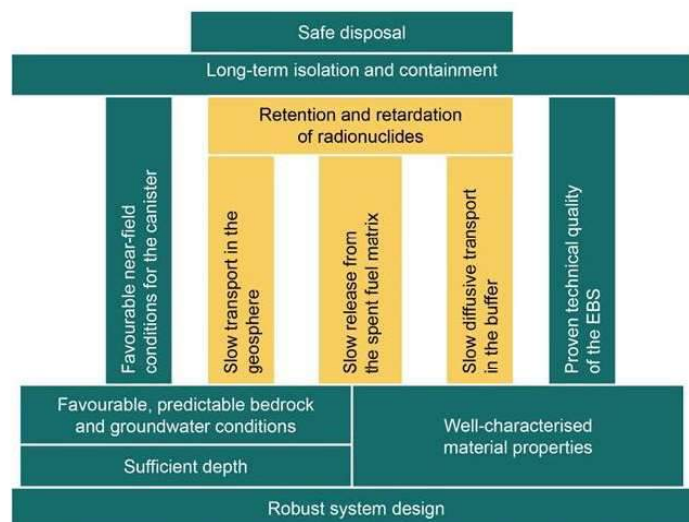 Safe disposal
Long-term isolation and containment
Retention and retardation
of radionuclides
Favourable near-field
conditions for the canister
Slow transport in the
geosphere
Slow release from
the spent fuel matrix
Slow diffusive transport
in the buffer
Proven technical quality
of the EBS
Favourable, predictable bedrock
and groundwater conditions
Well-characterised
material properties
Sufficient depth
Robust system design